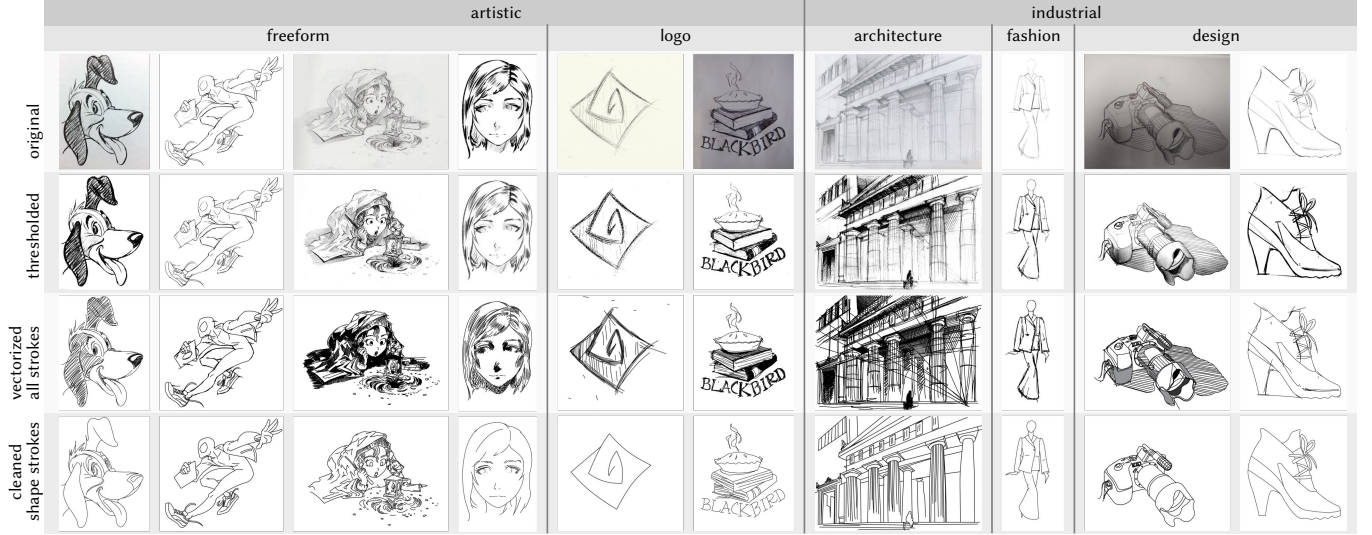 artistic
industrial
freeform
logo
architecture
fashion
design
original
BLACKBIRD
thresholded
BLACKBIRD
vectorized
all strokes
BLACKBIRD
cleaned
shape strokes
BLACKBIRD